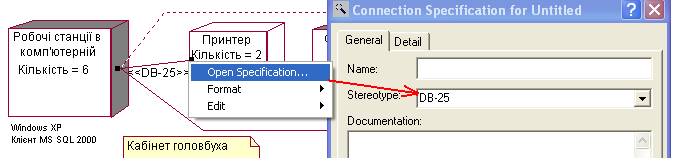 Робочі станції в
комп'ютерній
Кількість = 6
Windows XP
Клієнт MS SQL 2000
<<DB-25>>
Принтер
Кількість = 2
Open Specification...
Format
Edit
Кабінет головбуха
Connection Specification for Untitled
General
Detail
Name:
Stereotype:
DB-25
Documentation: